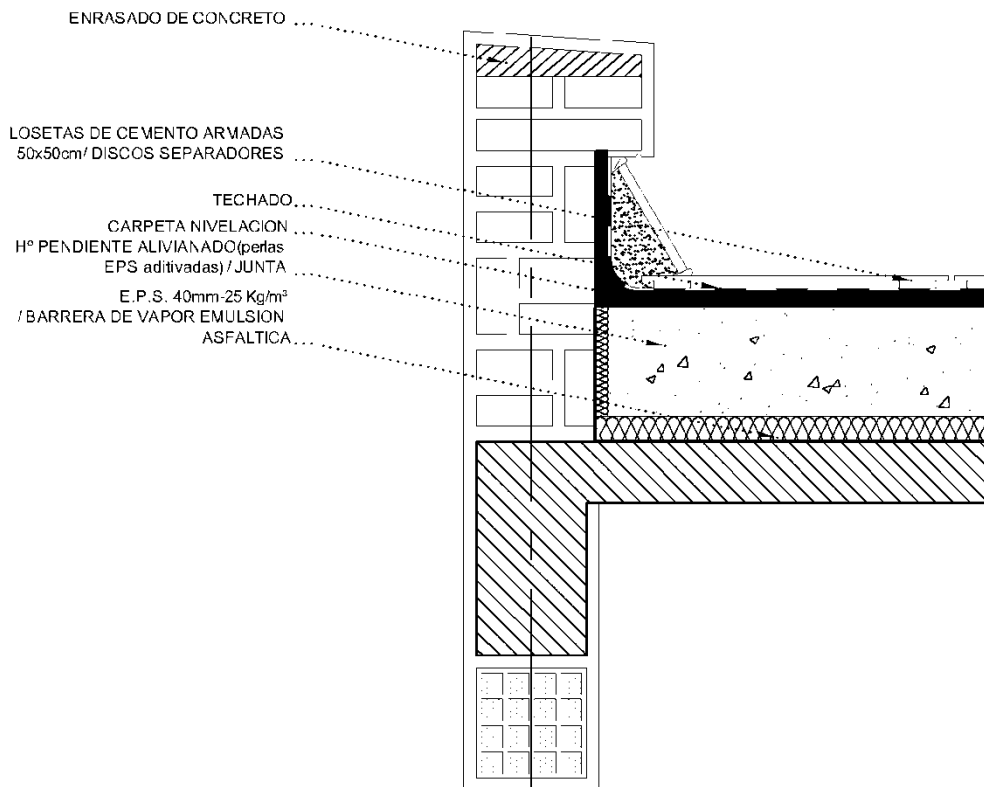 ENRASADO DE CONCRETO
LOSETAS DE CEMENTO ARMADAS
50x50cm/ DISCOS SEPARADORES
TECHADO
CARPETA NIVELACION
Hº PENDIENTE ALIVIANADO(perlas
EPS aditivadas) / JUNTA
E.P.S. 40mm-25 Kg/m³
/ BARRERA DE VAPOR EMULSION
ASFALTICA